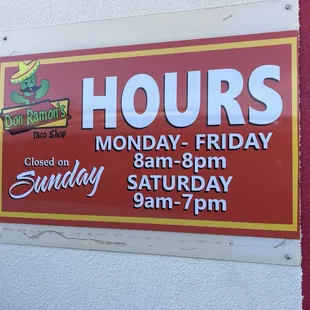 Don Ramon's
Taco Shop
Closed on
Sunday
HOURS
MONDAY- FRIDAY
8am-8pm
SATURDAY
9am-7pm